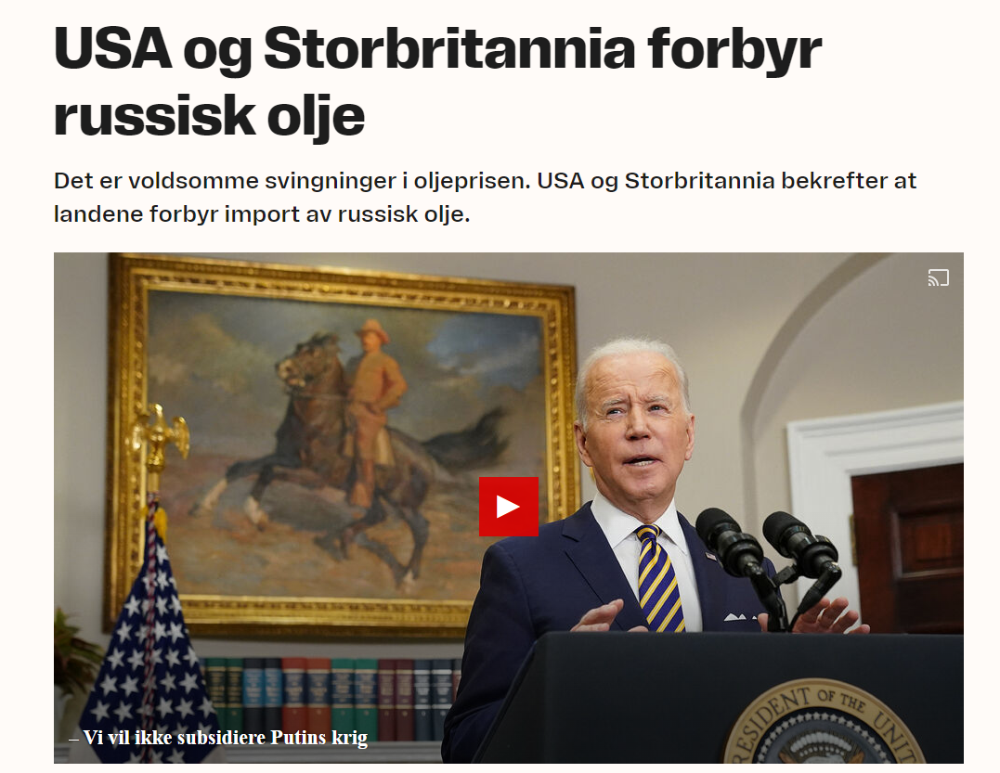 USA og Storbritannia forbyr
russisk olje
Det er voldsomme svingninger i oljeprisen. USA og Storbritannia bekrefter at
landene forbyr import av russisk olje.
– Vi vil ikke subsidiere Putins krig
RESIDENT OF THE UNIT